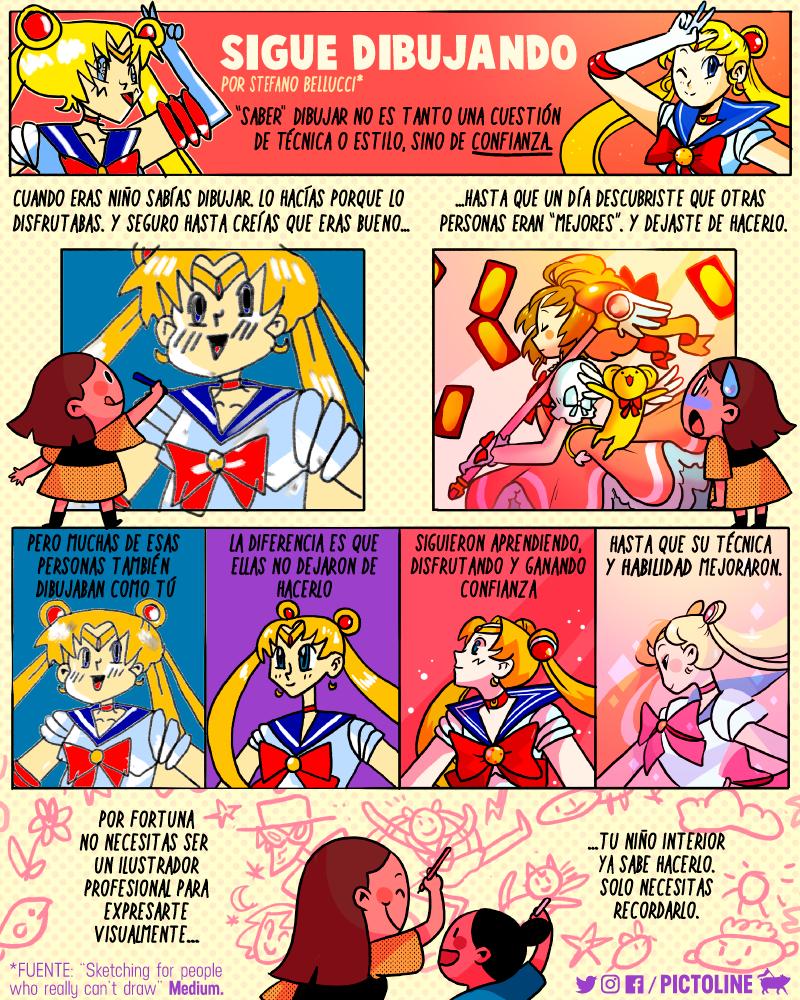 SIGUE DIBUJANDO
POR STEFANO BELLUCCI*
"SABER" DIBUJAR NO ES TANTO UNA CUESTIÓN
DE TÉCNICA O ESTILO, SINO DE CONFIANZA.
CUANDO ERAS NIÑO SABÍAS DIBUJAR. LO HACÍAS PORQUE LO
DISFRUTABAS. Y SEGURO HASTA CREÍAS QUE ERAS BUENO...
...HASTA QUE UN DÍA DESCUBRISTE QUE OTRAS
PERSONAS ERAN "MEJORES". Y DEJASTE DE HACERLO.
PERO MUCHAS DE ESAS
PERSONAS TAMBIÉN
DIBUJABAN COMO TÚ
LA DIFERENCIA ES QUE
ELLAS NO DEJARON DE
HACERLO
SIGUIERON APRENDIENDO,
DISFRUTANDO Y GANANDO
CONFIANZA
HASTA QUE SU TÉCNICA
Y HABILIDAD MEJORARON.
POR FORTUNA
NO NECESITAS SER
UN ILUSTRADOR
PROFESIONAL PARA
EXPRESARTE
VISUALMENTE...
...TU NIÑO INTERIOR
YA SABE HACERLO.
SOLO NECESITAS
RECORDARLO.
*FUENTE: "Sketching for people
who really can't draw" Medium.
/ PICTOLINE